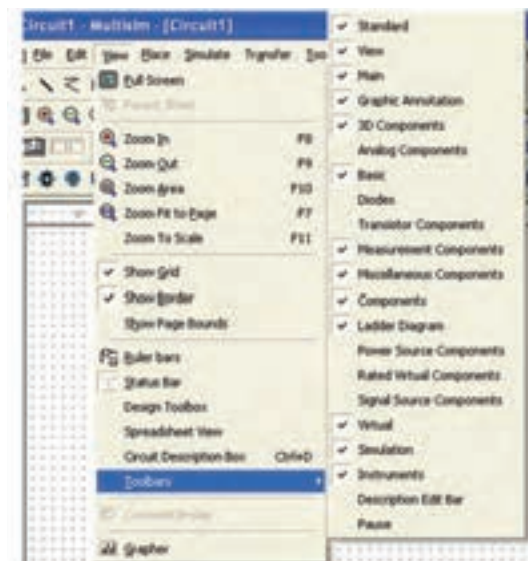 Circuit1 - Multisim - [Circuit1]
File Edit View Place Simulate Transfer Too
Full Screen
Parent Sheet
Zoom In F8
Zoom Out F9
Zoom Area F10
Zoom Fit to Page F7
Zoom To Scale F11
Show Grid
Show Border
Show Page Bounds
Ruler bars
Status Bar
Design Toolbox
Spreadsheet View
Circuit Description Box Ctrl+D
Toolbars
Grapher
Standard
View
Main
Graphic Annotation
3D Components
Analog Components
Basic
Diodes
Transistor Components
Measurement Components
Miscellaneous Components
Components
Ladder Diagram
Power Source Components
Rated Virtual Components
Signal Source Components
Virtual
Simulation
Instruments
Description Edit Bar
Pause